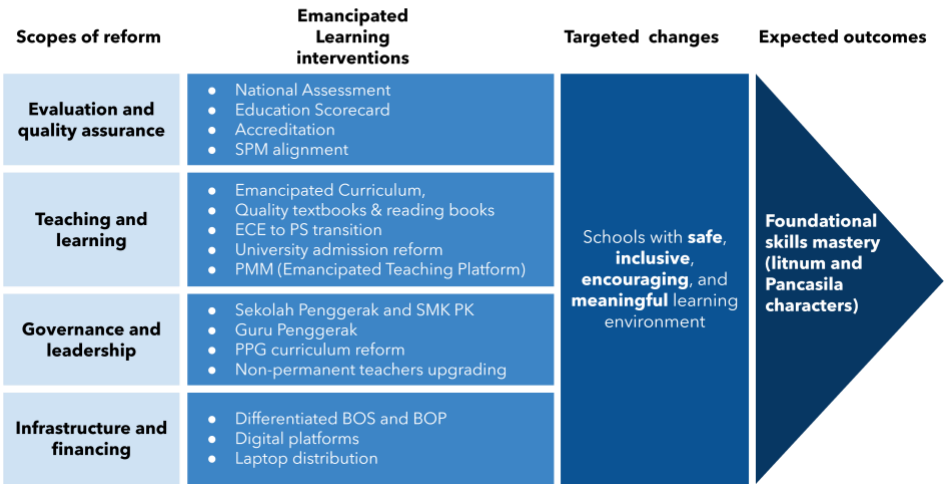 Scopes of reform
Emancipated
Learning
interventions
Targeted changes
Expected outcomes
Evaluation and
quality assurance
● National Assessment
● Education Scorecard
● Accreditation
● SPM alignment
Teaching and
learning
● Emancipated Curriculum,
● Quality textbooks & reading books
● ECE to PS transition
● University admission reform
● PMM (Emancipated Teaching Platform)
Governance and
leadership
● Sekolah Penggerak and SMK PK
● Guru Penggerak
● PPG curriculum reform
● Non-permanent teachers upgrading
Infrastructure and
financing
● Differentiated BOS and BOP
● Digital platforms
● Laptop distribution
Schools with safe,
inclusive,
encouraging, and
meaningful learning
environment
Foundational
skills mastery
(litnum and
Pancasila
characters)